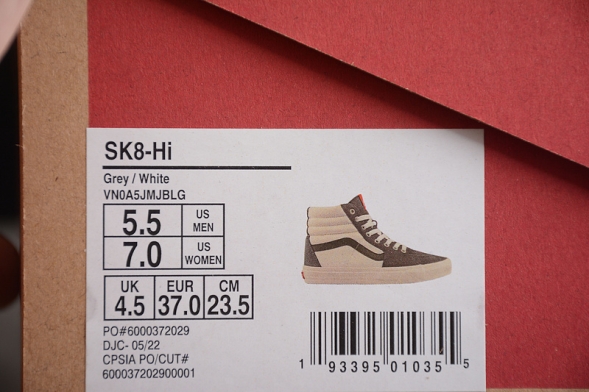 SK8-Hi
Grey / White
VN0A5JMJBLG
5.5 US MEN
7.0 US WOMEN
UK EUR CM
4.5 37.0 23.5
PO#6000372029
DJC- 05/22
CPSIA PO/CUT#
600037202900001
1 93395 01035 5